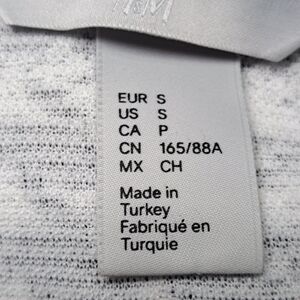 H&M
EUR S
US S
CA P
CN 165/88A
MX CH
Made in
Turkey
Fabriqué en
Turquie